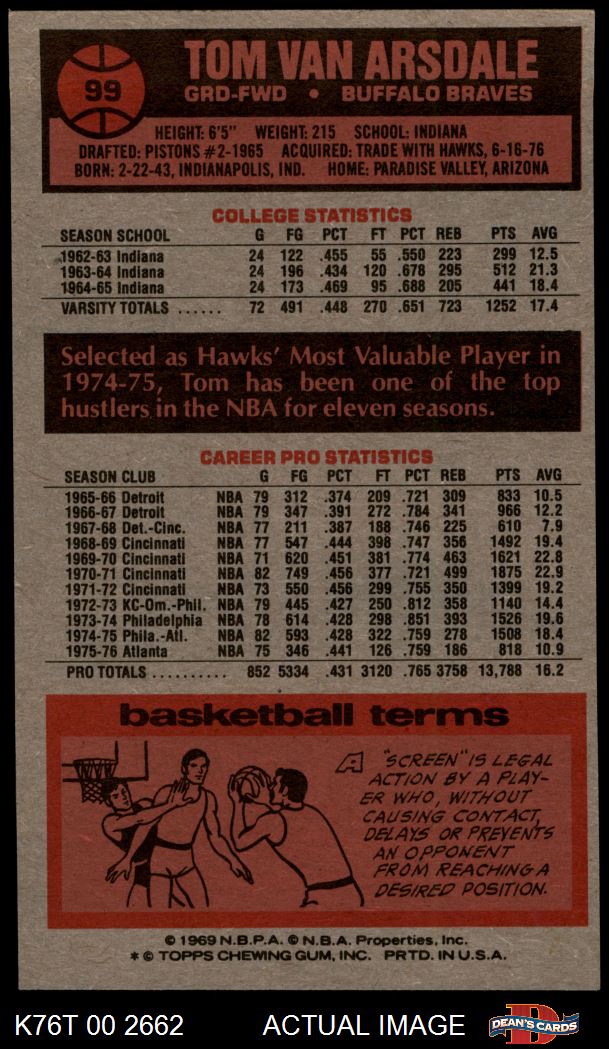 99
TOM VAN ARSDALE
GRD-FWD • BUFFALO BRAVES
HEIGHT: 6'5" WEIGHT: 215 SCHOOL: INDIANA
DRAFTED: PISTONS #2-1965 ACQUIRED: TRADE WITH HAWKS, 6-16-76
BORN: 2-22-43, INDIANAPOLIS, IND. HOME: PARADISE VALLEY, ARIZONA
COLLEGE STATISTICS
SEASON SCHOOL G FG PCT FT PCT REB PTS AVG
1962-63 Indiana 24 122 .455 55 .550 223 299 12.5
1963-64 Indiana 24 196 .434 120 .678 295 512 21.3
1964-65 Indiana 24 173 .469 95 .688 205 441 18.4
VARSITY TOTALS ...... 72 491 .448 270 .651 723 1252 17.4
Selected as Hawks' Most Valuable Player in
1974-75, Tom has been one of the top
hustlers in the NBA for eleven seasons.
CAREER PRO STATISTICS
SEASON CLUB G FG PCT FT PCT REB PTS AVG
1965-66 Detroit NBA 79 312 .374 209 .721 309 833 10.5
1966-67 Detroit NBA 79 347 .391 272 .784 341 966 12.2
1967-68 Det.-Cinc. NBA 77 211 .387 188 .746 225 610 7.9
1968-69 Cincinnati NBA 77 547 .444 398 .747 356 1492 19.4
1969-70 Cincinnati NBA 71 620 .451 381 .774 463 1621 22.8
1970-71 Cincinnati NBA 82 749 .456 377 .721 499 1875 22.9
1971-72 Cincinnati NBA 73 550 .456 299 .755 350 1399 19.2
1972-73 KC-Om.-Phil. NBA 79 445 .427 250 .812 358 1140 14.4
1973-74 Philadelphia NBA 78 614 .428 298 .851 393 1526 19.6
1974-75 Phila.-Atl. NBA 82 593 .428 322 .759 278 1508 18.4
1975-76 Atlanta NBA 75 346 .441 126 .759 186 818 10.9
PRO TOTALS .......... 852 5334 .431 3120 .765 3758 13,788 16.2
basketball terms
A "SCREEN" IS LEGAL
ACTION BY A PLAY-
ER WHO, WITHOUT
CAUSING CONTACT,
DELAYS OR PREVENTS
AN OPPONENT
FROM REACHING A
DESIRED POSITION.
© 1969 N.B.P.A. © N.B.A. Properties, Inc.
* © TOPPS CHEWING GUM, INC. PRTD. IN U.S.A.
K76T 00 2662 ACTUAL IMAGE
D
DEAN'S CARDS